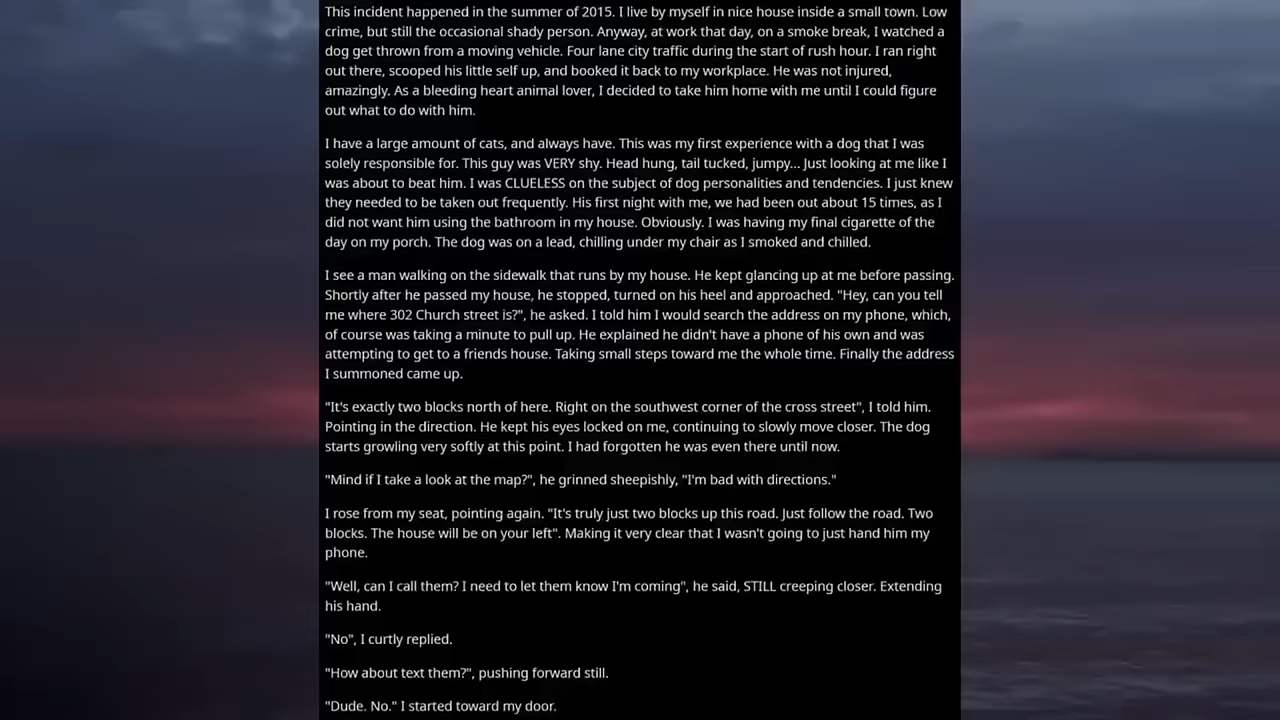 This incident happened in the summer of 2015. I live by myself in nice house inside a small town. Low
crime, but still the occasional shady person. Anyway, at work that day, on a smoke break, I watched a
dog get thrown from a moving vehicle. Four lane city traffic during the start of rush hour. I ran right
out there, scooped his little self up, and booked it back to my workplace. He was not injured,
amazingly. As a bleeding heart animal lover, I decided to take him home with me until I could figure
out what to do with him.
I have a large amount of cats, and always have. This was my first experience with a dog that I was
solely responsible for. This guy was VERY shy. Head hung, tail tucked, jumpy... Just looking at me like I
was about to beat him. I was CLUELESS on the subject of dog personalities and tendencies. I just knew
they needed to be taken out frequently. His first night with me, we had been out about 15 times, as I
did not want him using the bathroom in my house. Obviously. I was having my final cigarette of the
day on my porch. The dog was on a lead, chilling under my chair as I smoked and chilled.
I see a man walking on the sidewalk that runs by my house. He kept glancing up at me before passing.
Shortly after he passed my house, he stopped, turned on his heel and approached. "Hey, can you tell
me where 302 Church street is?", he asked. I told him I would search the address on my phone, which,
of course was taking a minute to pull up. He explained he didn't have a phone of his own and was
attempting to get to a friends house. Taking small steps toward me the whole time. Finally the address
I summoned came up.
"It's exactly two blocks north of here. Right on the southwest corner of the cross street", I told him.
Pointing in the direction. He kept his eyes locked on me, continuing to slowly move closer. The dog
starts growling very softly at this point. I had forgotten he was even there until now.
"Mind if I take a look at the map?", he grinned sheepishly, "I'm bad with directions."
I rose from my seat, pointing again. "It's truly just two blocks up this road. Just follow the road. Two
blocks. The house will be on your left". Making it very clear that I wasn't going to just hand him my
phone.
"Well, can I call them? I need to let them know I'm coming", he said, STILL creeping closer. Extending
his hand.
"No", I curtly replied.
"How about text them?", pushing forward still.
"Dude. No." I started toward my door.